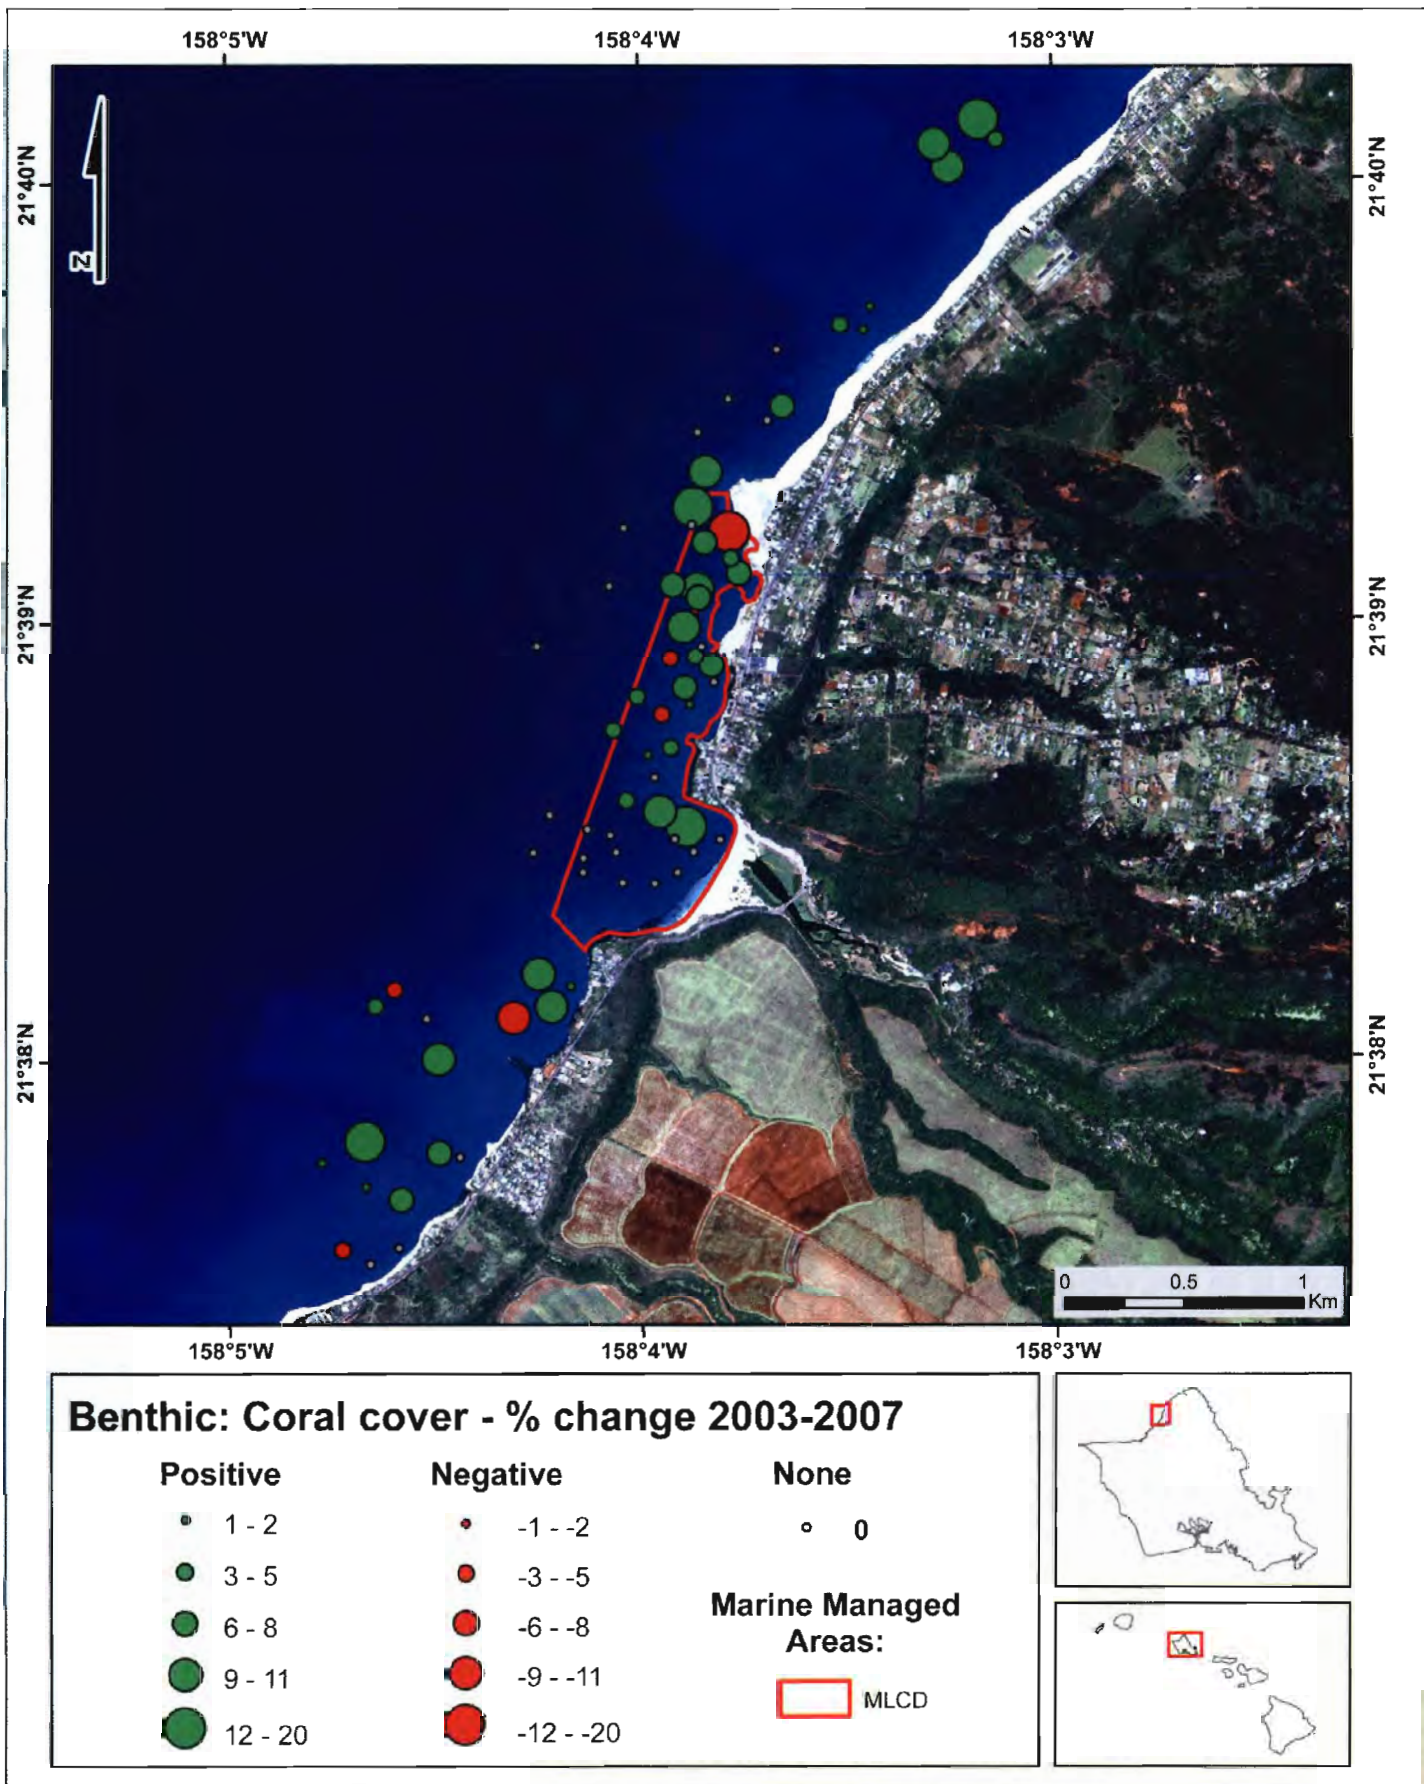 158°5'W 158°4'W 158°3'W
21°40'N 21°40'N
N
21°39'N 21°39'N
21°38'N 21°38'N
0 0.5 1
Km
158°5'W 158°4'W 158°3'W
Benthic: Coral cover - % change 2003-2007
Positive
1 - 2
3 - 5
6 - 8
9 - 11
12 - 20
Negative
-1 - -2
-3 - -5
-6 - -8
-9 - -11
-12 - -20
None
0
Marine Managed
Areas:
MLCD